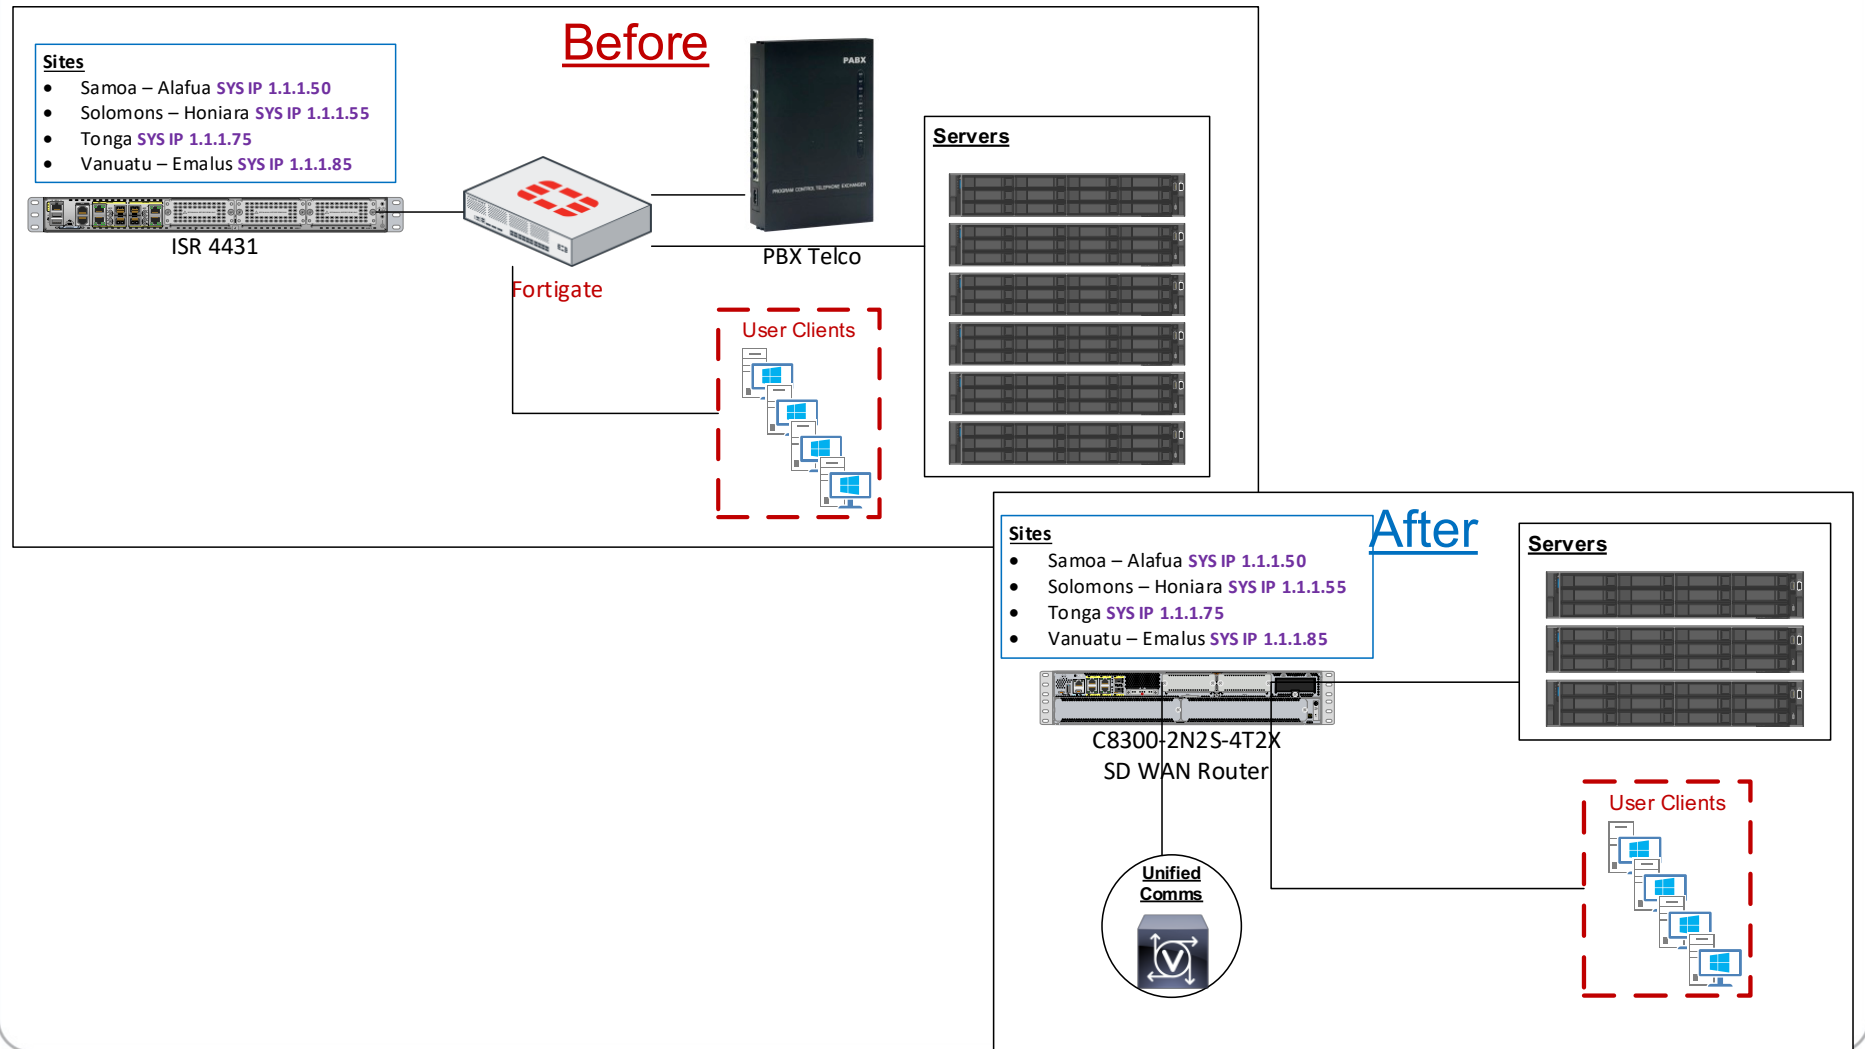 Before
Sites
• Samoa – Alafua SYS IP 1.1.1.50
• Solomons – Honiara SYS IP 1.1.1.55
• Tonga SYS IP 1.1.1.75
• Vanuatu – Emalus SYS IP 1.1.1.85
ISR 4431
Fortigate
PABX
PROGRAM CONTROL TELEPHONE EXCHANGER
PBX Telco
Servers
User Clients
After
Sites
• Samoa – Alafua SYS IP 1.1.1.50
• Solomons – Honiara SYS IP 1.1.1.55
• Tonga SYS IP 1.1.1.75
• Vanuatu – Emalus SYS IP 1.1.1.85
C8300-2N2S-4T2X
SD WAN Router
Servers
Unified
Comms
V
User Clients